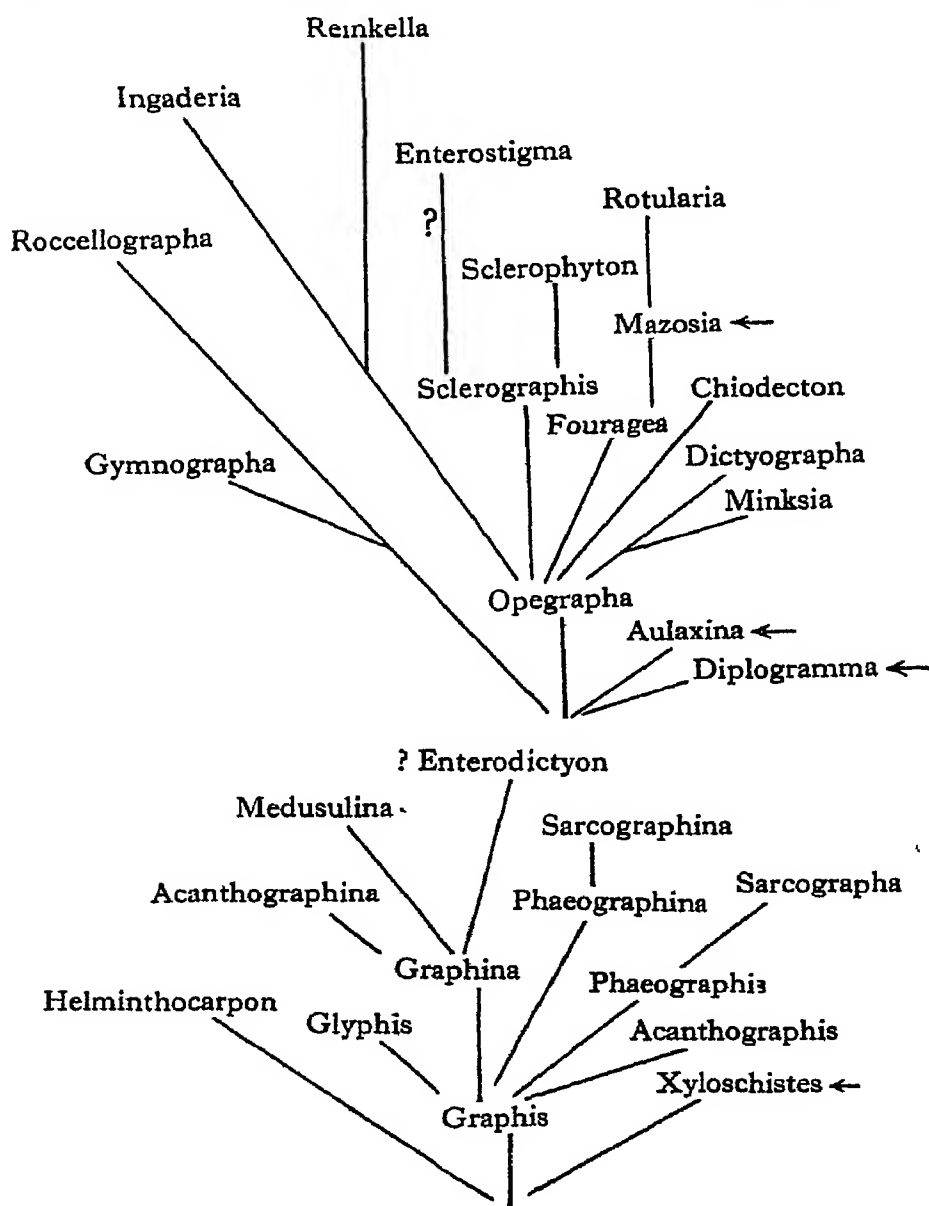 Reinkella
Ingaderia
Enterostigma
Rotularia
?
Roccellographa
Sclerophyton
Mazosia ←
Sclerographis
Chiodecton
Fouragea
Gymnographa
Dictyographa
Minksia
Opegrapha
Aulaxina ←
Diplogramma ←
? Enterodictyon
Medusulina
Sarcographina
Acanthographina
Phaeographina
Sarcographa
Graphina
Phaeographis
Helminthocarpon
Glyphis
Acanthographis
Xyloschistes ←
Graphis